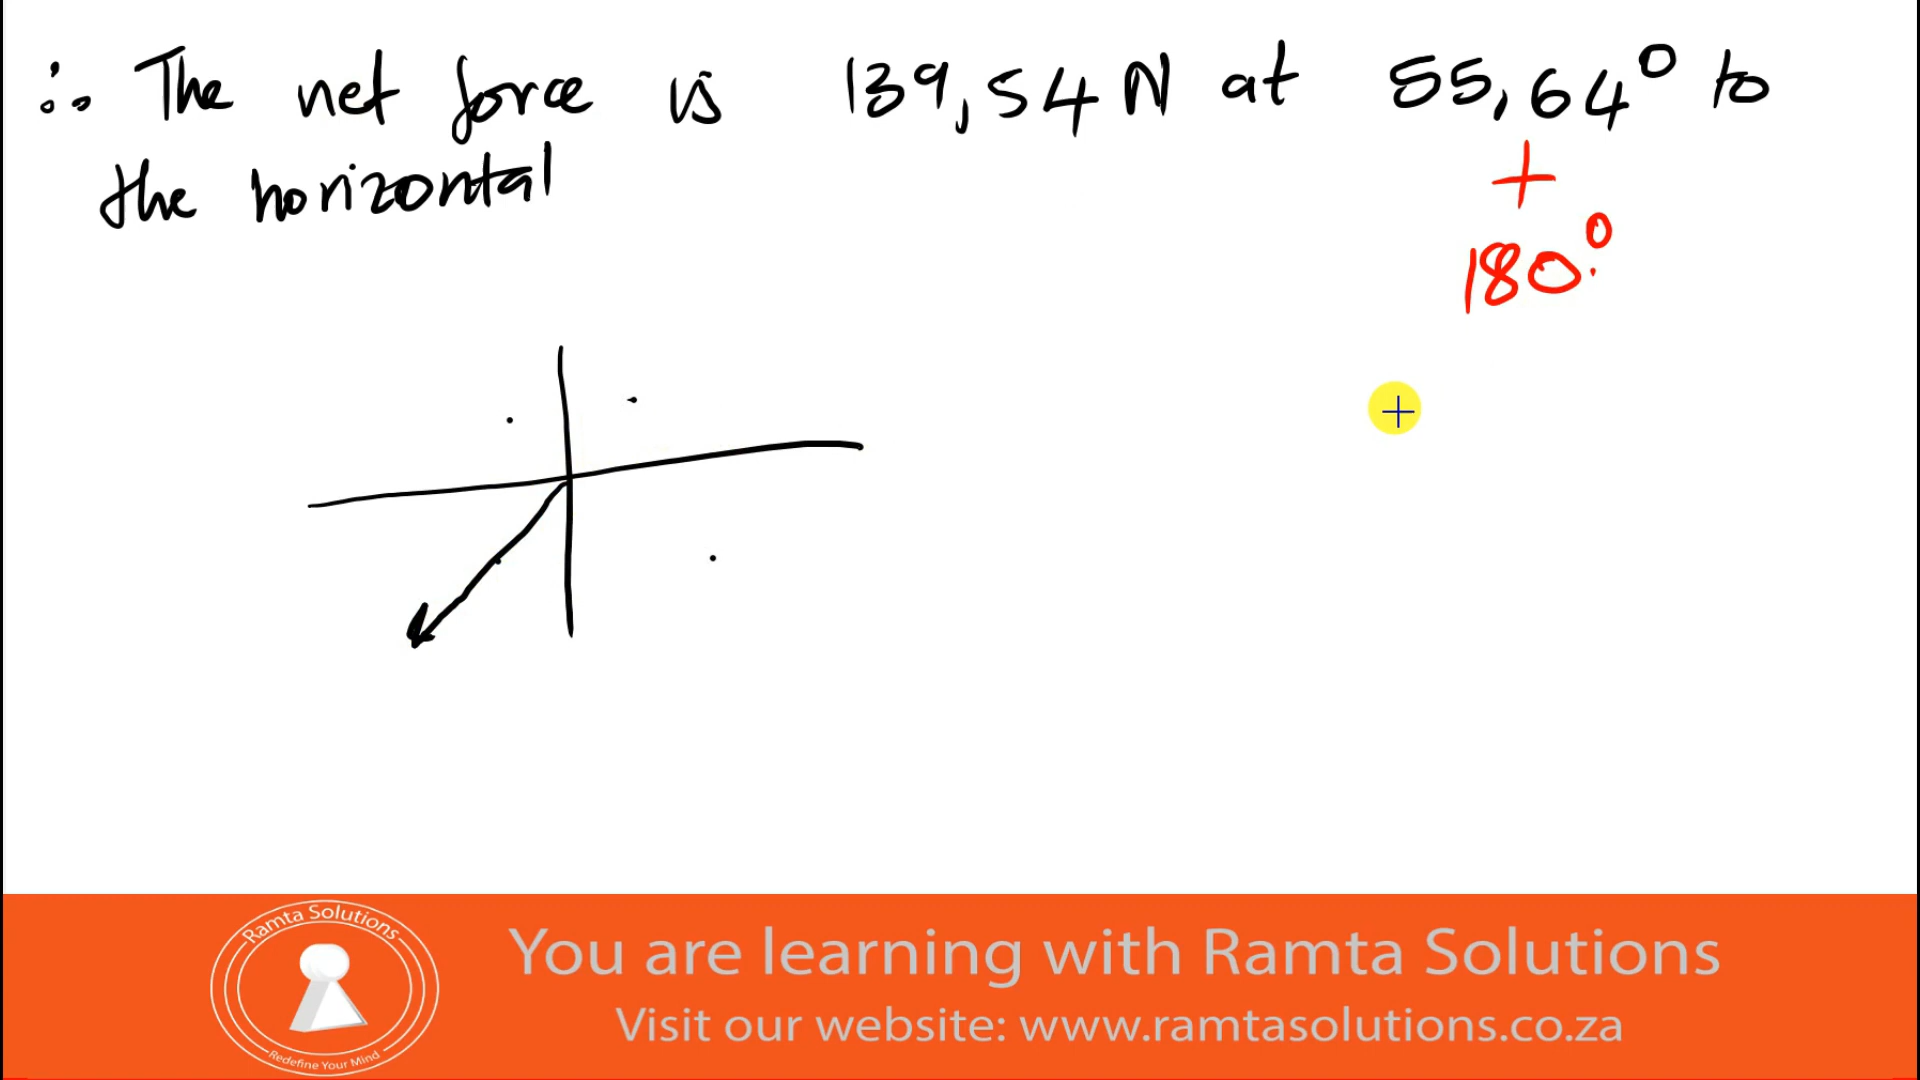 ∴ The net force is 139,54 N at 55,64° to
the horizontal
+
180°
Ramta Solutions
Redefine Your Mind
You are learning with Ramta Solutions
Visit our website: www.ramtasolutions.co.za